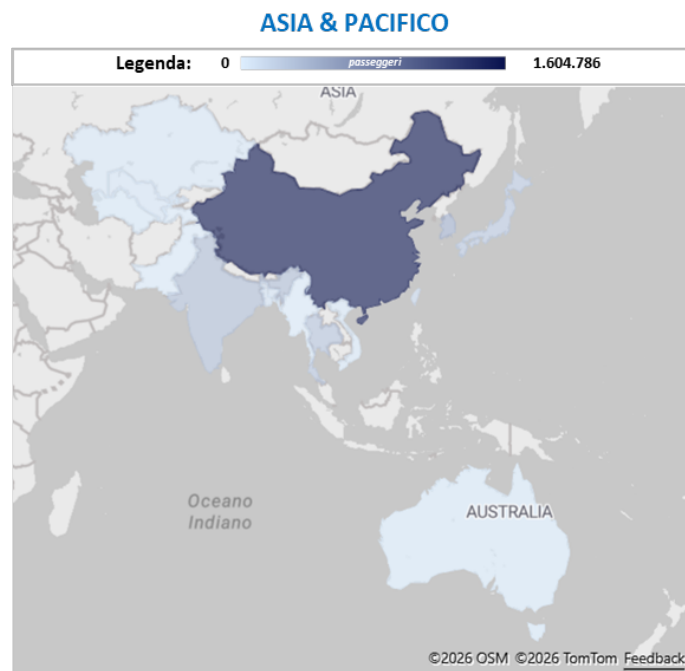 ASIA & PACIFICO
Legenda: 0 passeggeri 1.604.786
ASIA
Oceano
Indiano
AUSTRALIA
©2026 OSM ©2026 TomTom Feedback